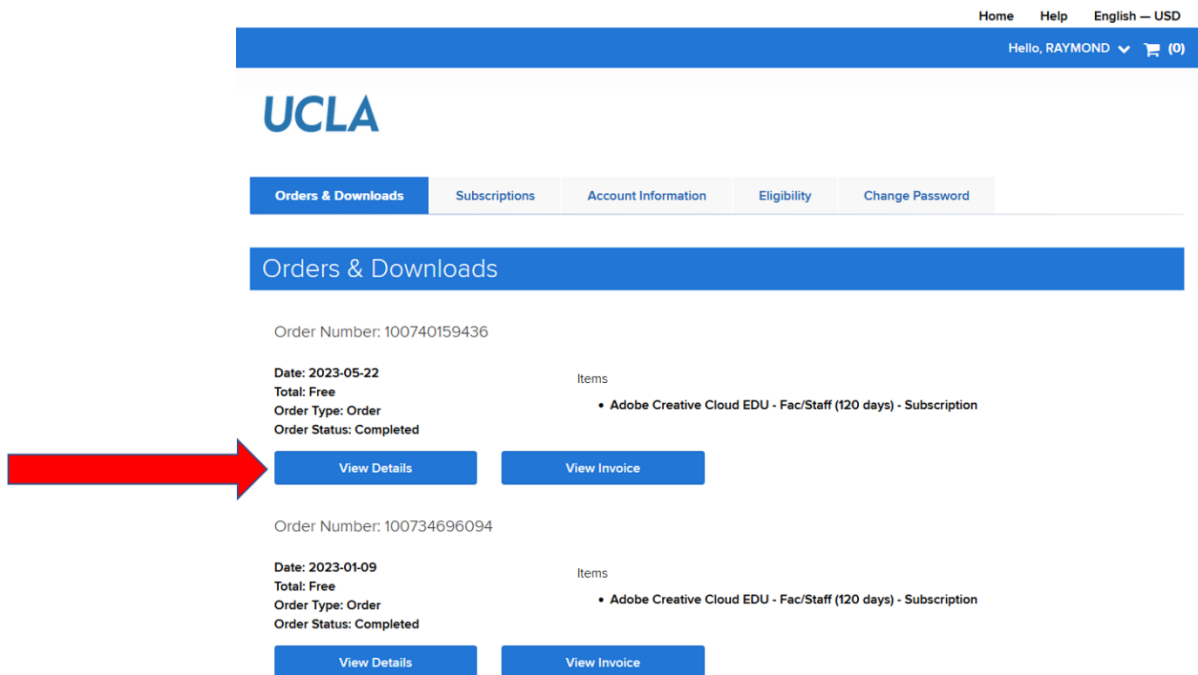 Home Help English — USD
Hello, RAYMOND (0)
UCLA
Orders & Downloads Subscriptions Account Information Eligibility Change Password
Orders & Downloads
Order Number: 100740159436
Date: 2023-05-22
Total: Free
Order Type: Order
Order Status: Completed
Items
• Adobe Creative Cloud EDU - Fac/Staff (120 days) - Subscription
View Details View Invoice
Order Number: 100734696094
Date: 2023-01-09
Total: Free
Order Type: Order
Order Status: Completed
Items
• Adobe Creative Cloud EDU - Fac/Staff (120 days) - Subscription
View Details View Invoice